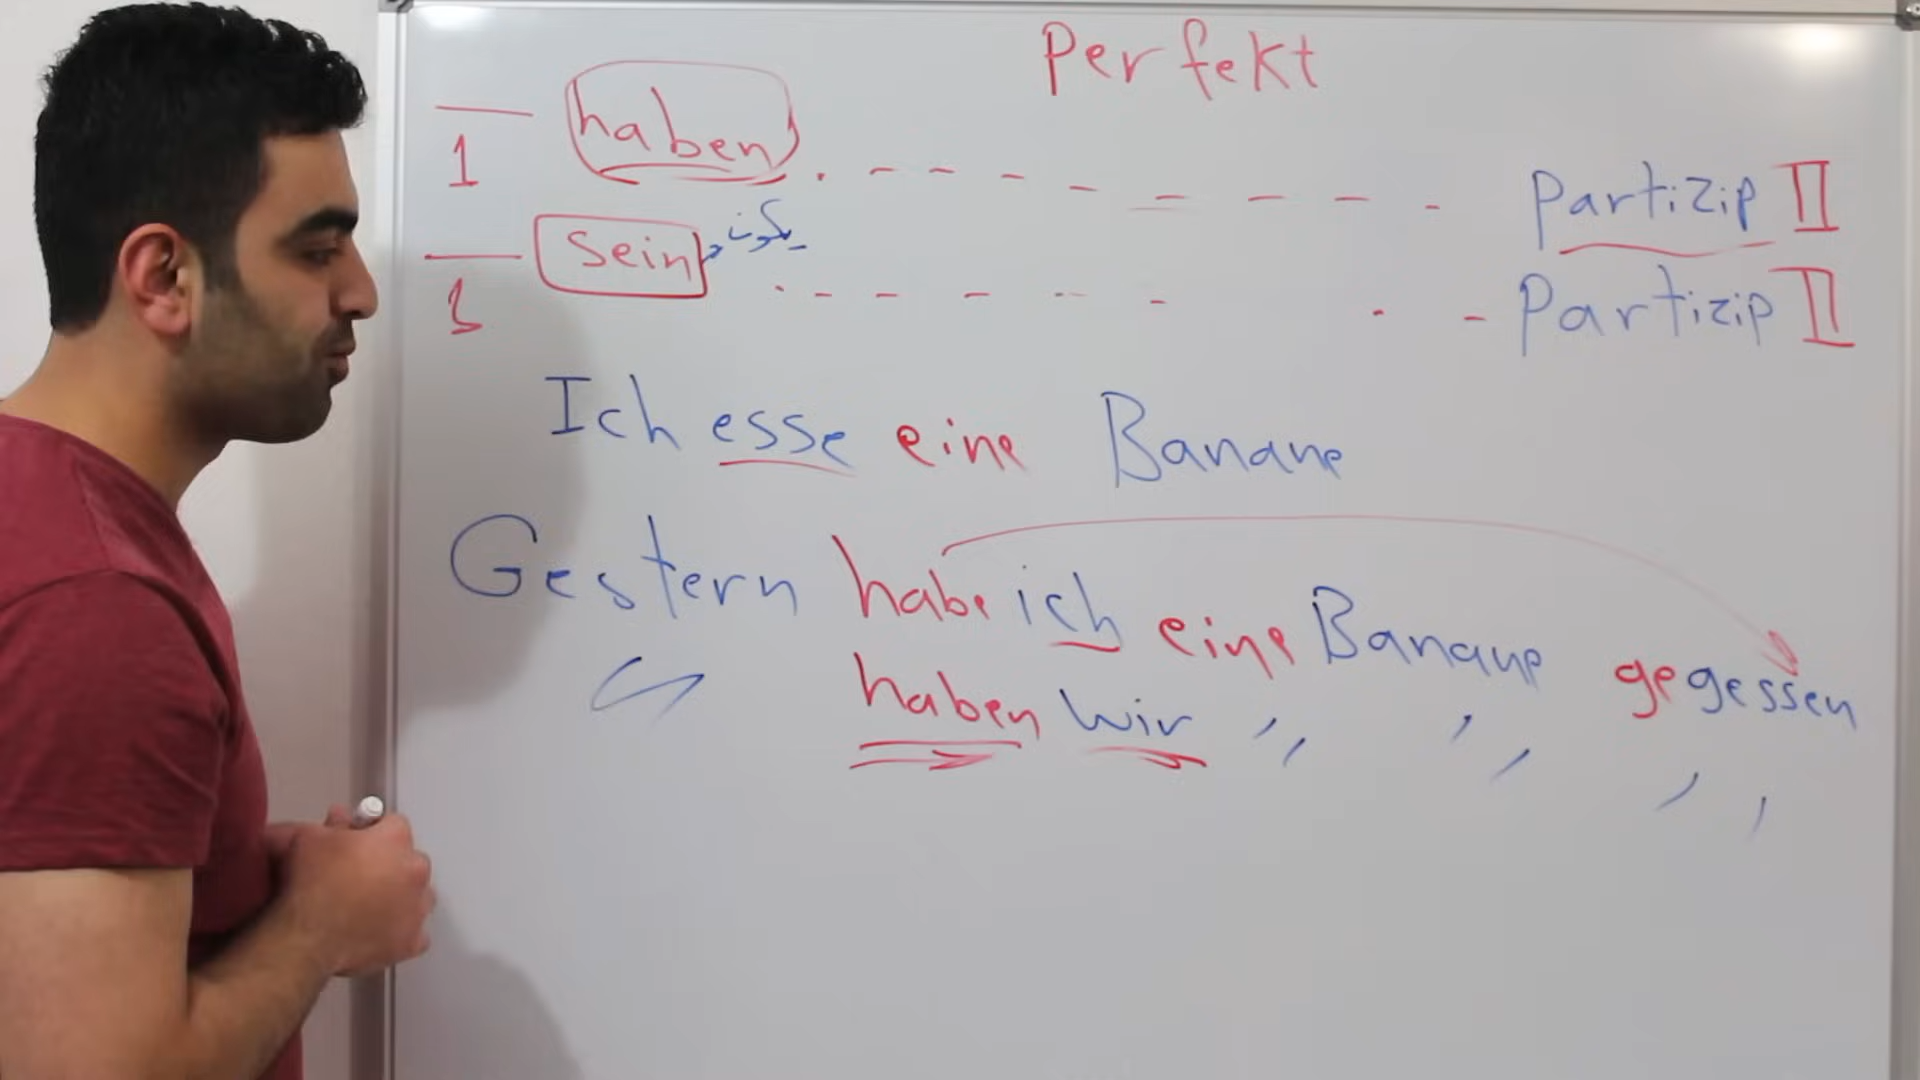 Perfekt
1 haben . - - - - - - - - Partizip II
sein يكون
1 . - - - - - . - Partizip II
Ich esse eine Banane
Gestern habe ich eine Banane gegessen
haben wir 〃 〃 〃